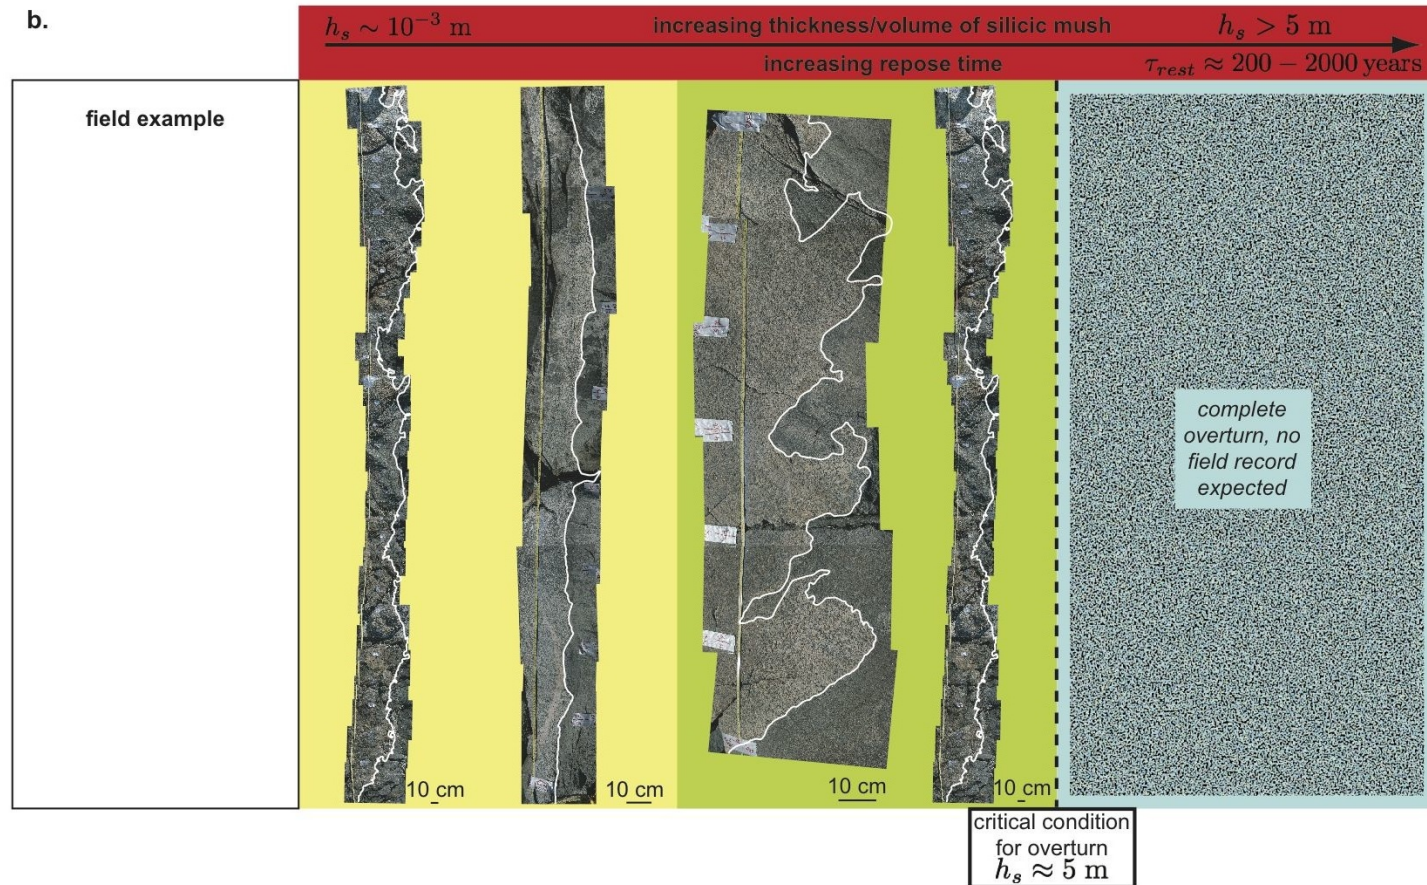 b.
h_s ∼ 10⁻³ m
increasing thickness/volume of silicic mush
h_s > 5 m
increasing repose time
τ_rest ≈ 200 − 2000 years
field example
complete
overturn, no
field record
expected
10 cm
10 cm
10 cm
10 cm
critical condition
for overturn
h_s ≈ 5 m